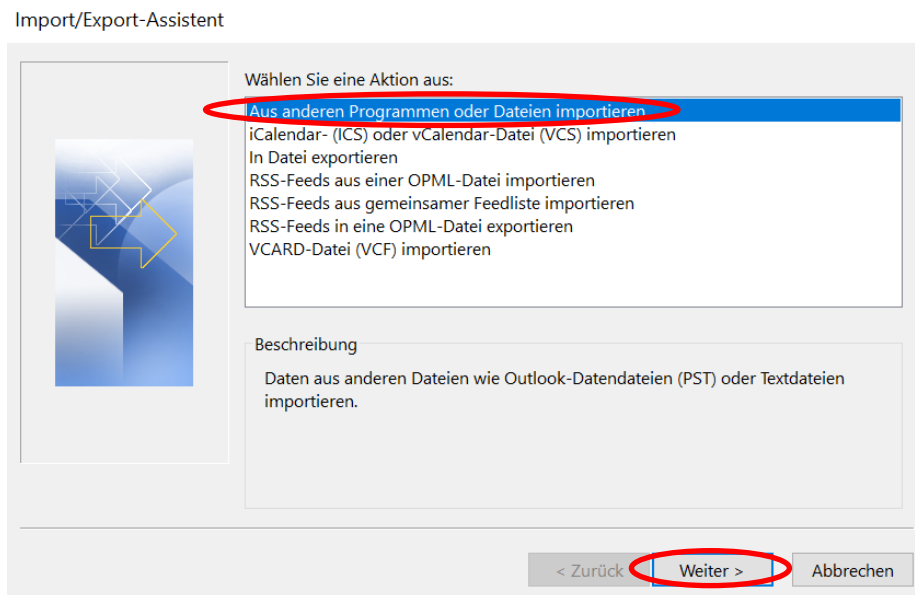 Import/Export-Assistent
Wählen Sie eine Aktion aus:
Aus anderen Programmen oder Dateien importieren
iCalendar- (ICS) oder vCalendar-Datei (VCS) importieren
In Datei exportieren
RSS-Feeds aus einer OPML-Datei importieren
RSS-Feeds aus gemeinsamer Feedliste importieren
RSS-Feeds in eine OPML-Datei exportieren
VCARD-Datei (VCF) importieren
Beschreibung
Daten aus anderen Dateien wie Outlook-Datendateien (PST) oder Textdateien
importieren.
< Zurück Weiter > Abbrechen